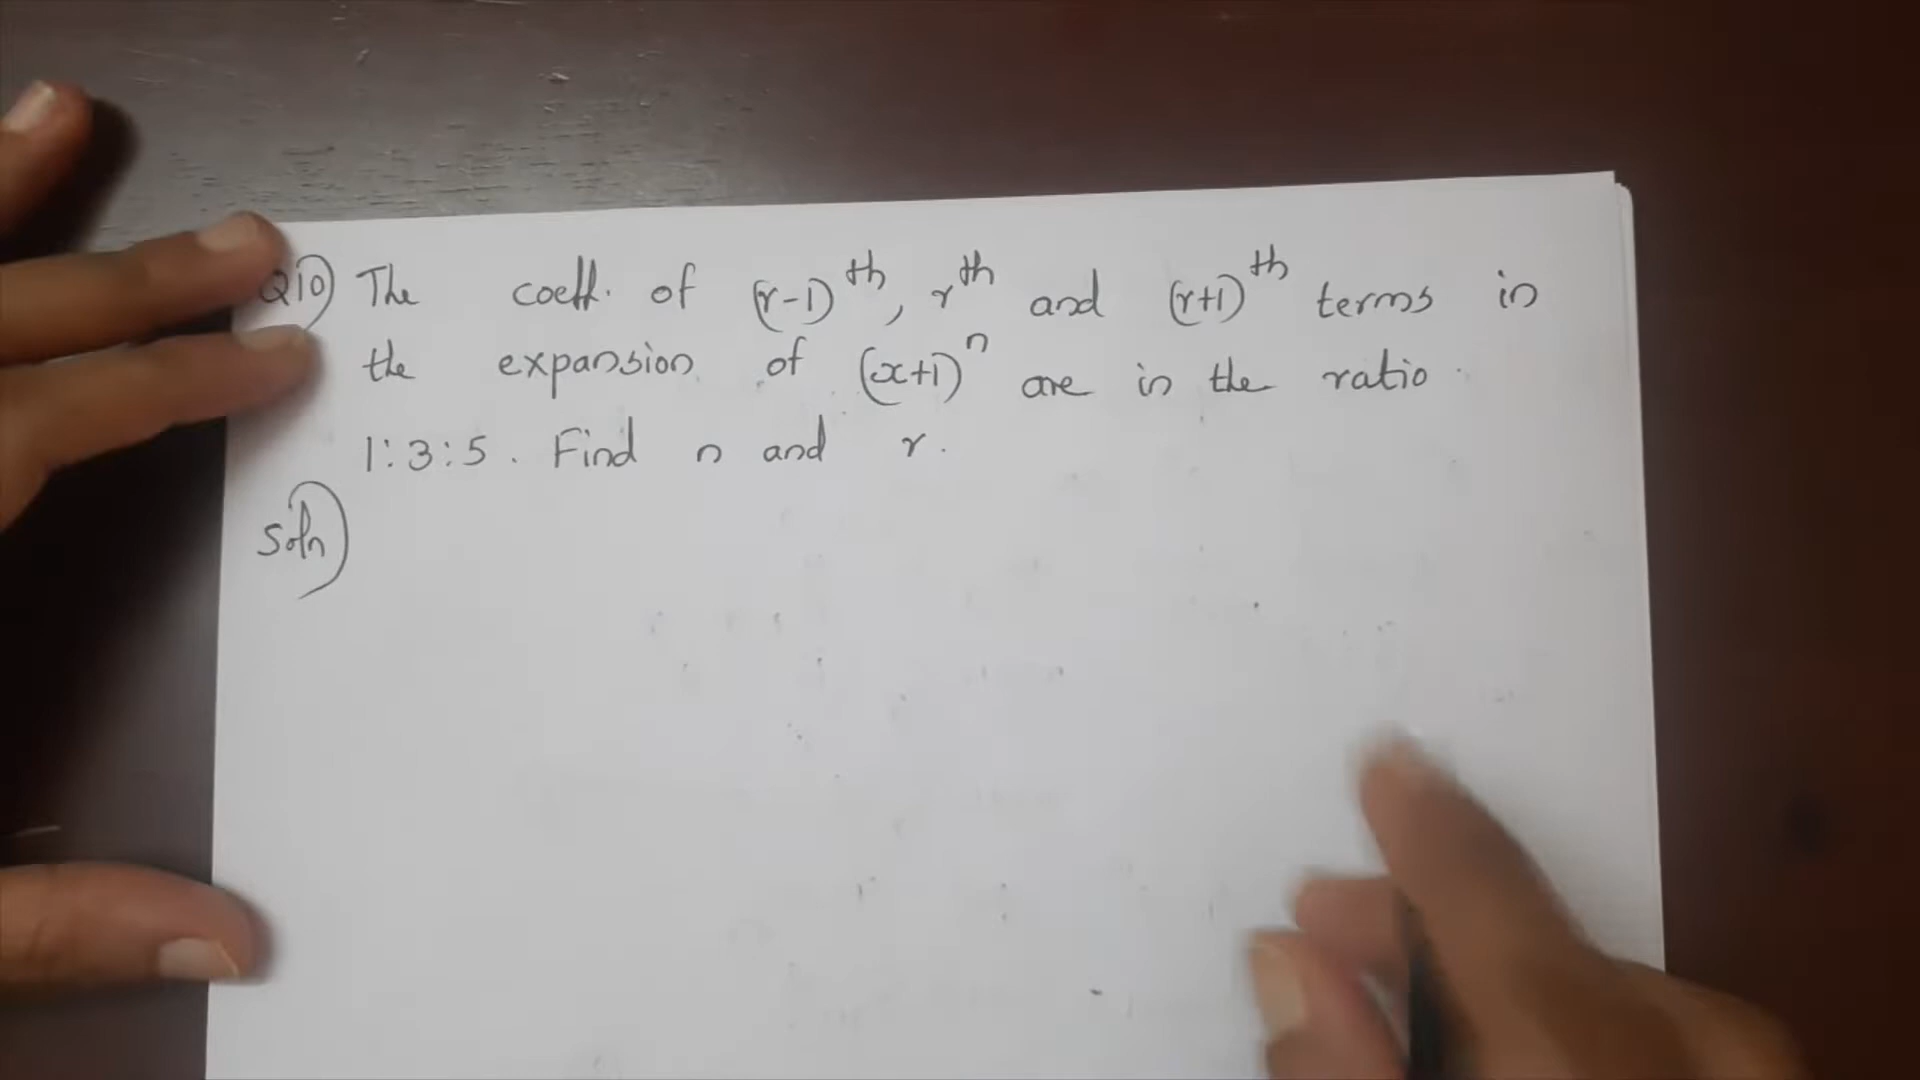 Q10) The coeff. of (r-1)th, rth and (r+1)th terms in
the expansion of (x+1)n are in the ratio
1:3:5. Find n and r.
Soln)